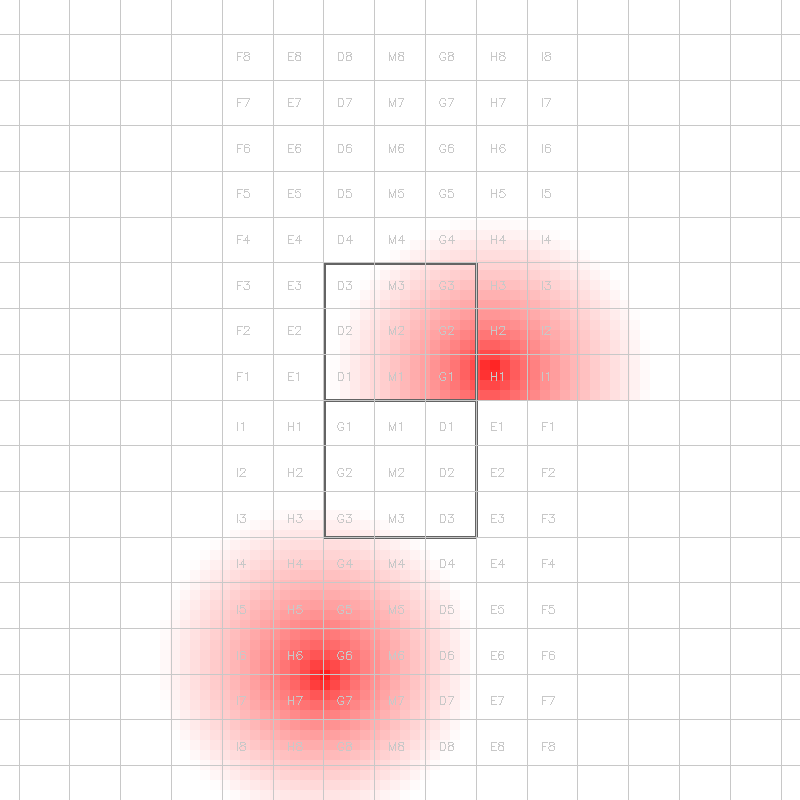 F8 E8 D8 M8 G8 H8 I8
F7 E7 D7 M7 G7 H7 I7
F6 E6 D6 M6 G6 H6 I6
F5 E5 D5 M5 G5 H5 I5
F4 E4 D4 M4 G4 H4 I4
F3 E3 D3 M3 G3 H3 I3
F2 E2 D2 M2 G2 H2 I2
F1 E1 D1 G1 H1 I1
I1 H1 G1 M1 D1 E1 F1
I2 H2 G2 M2 D2 E2 F2
I3 H3 G3 M3 D3 E3 F3
I4 H4 G4 M4 D4 E4 F4
I5 H5 G5 M5 D5 E5 F5
H6 G6 D6 E6 F6
H7 G7 D7 E7 F7
I8 H8 G8 M8 D8 E8 F8